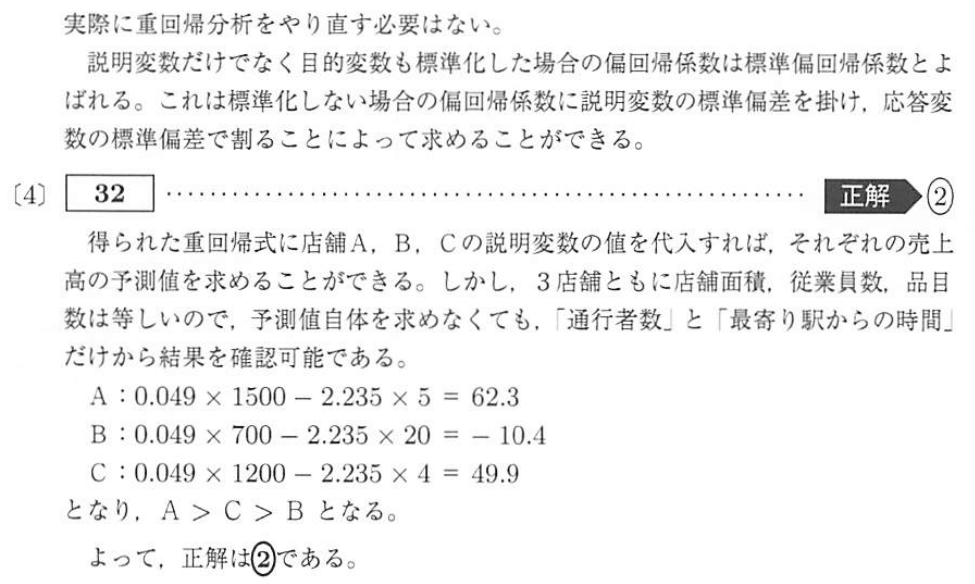 実際に重回帰分析をやり直す必要はない。
説明変数だけでなく目的変数も標準化した場合の偏回帰係数は標準偏回帰係数とよ
ばれる。これは標準化しない場合の偏回帰係数に説明変数の標準偏差を掛け，応答変
数の標準偏差で割ることによって求めることができる。
〔4〕 32 ………………………………………………… 正解 ②
得られた重回帰式に店舗A，B，Cの説明変数の値を代入すれば，それぞれの売上
高の予測値を求めることができる。しかし，3店舗ともに店舗面積，従業員数，品目
数は等しいので，予測値自体を求めなくても，「通行者数」と「最寄り駅からの時間」
だけから結果を確認可能である。
A：0.049 × 1500 − 2.235 × 5 = 62.3
B：0.049 × 700 − 2.235 × 20 = − 10.4
C：0.049 × 1200 − 2.235 × 4 = 49.9
となり，A > C > B となる。
よって，正解は②である。